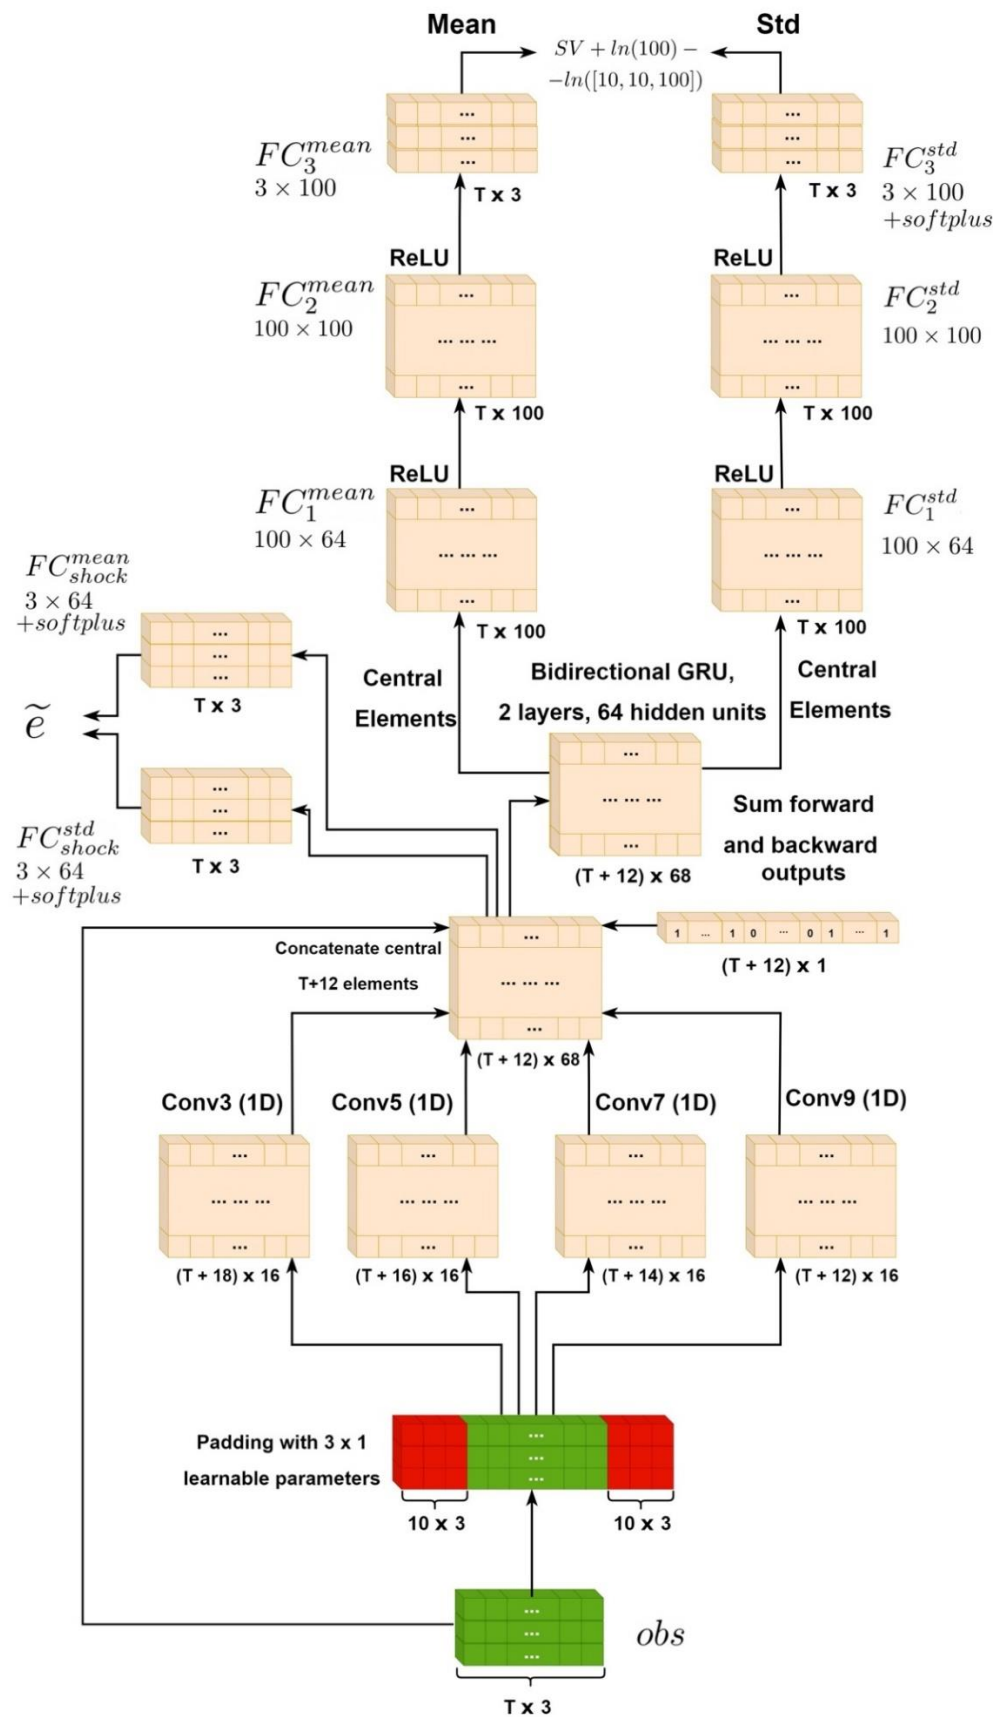 Mean
Std
SV + ln(100) −
−ln([10, 10, 100])
...
...
...
T x 3
FC_3^{mean}
3 × 100
...
...
...
T x 3
FC_3^{std}
3 × 100
+softplus
ReLU
ReLU
FC_2^{mean}
100 × 100
...
... ... ...
...
T x 100
...
... ... ...
...
T x 100
FC_2^{std}
100 × 100
ReLU
ReLU
FC_1^{mean}
100 × 64
...
... ... ...
...
T x 100
...
... ... ...
...
T x 100
FC_1^{std}
100 × 64
FC_{shock}^{mean}
3 × 64
+softplus
...
...
...
T x 3
ẽ
...
...
...
T x 3
FC_{shock}^{std}
3 × 64
+softplus
Central
Elements
Bidirectional GRU,
2 layers, 64 hidden units
Central
Elements
...
... ... ...
...
(T + 12) x 68
Sum forward
and backward
outputs
Concatenate central
T+12 elements
...
... ... ...
...
(T + 12) x 68
1 ... 1 0 ... 0 1 ... 1
(T + 12) x 1
Conv3 (1D)
Conv5 (1D)
Conv7 (1D)
Conv9 (1D)
...
... ... ...
...
(T + 18) x 16
...
... ... ...
...
(T + 16) x 16
...
... ... ...
...
(T + 14) x 16
...
... ... ...
...
(T + 12) x 16
Padding with 3 x 1
learnable parameters
...
...
...
10 x 3
10 x 3
...
...
...
obs
T x 3